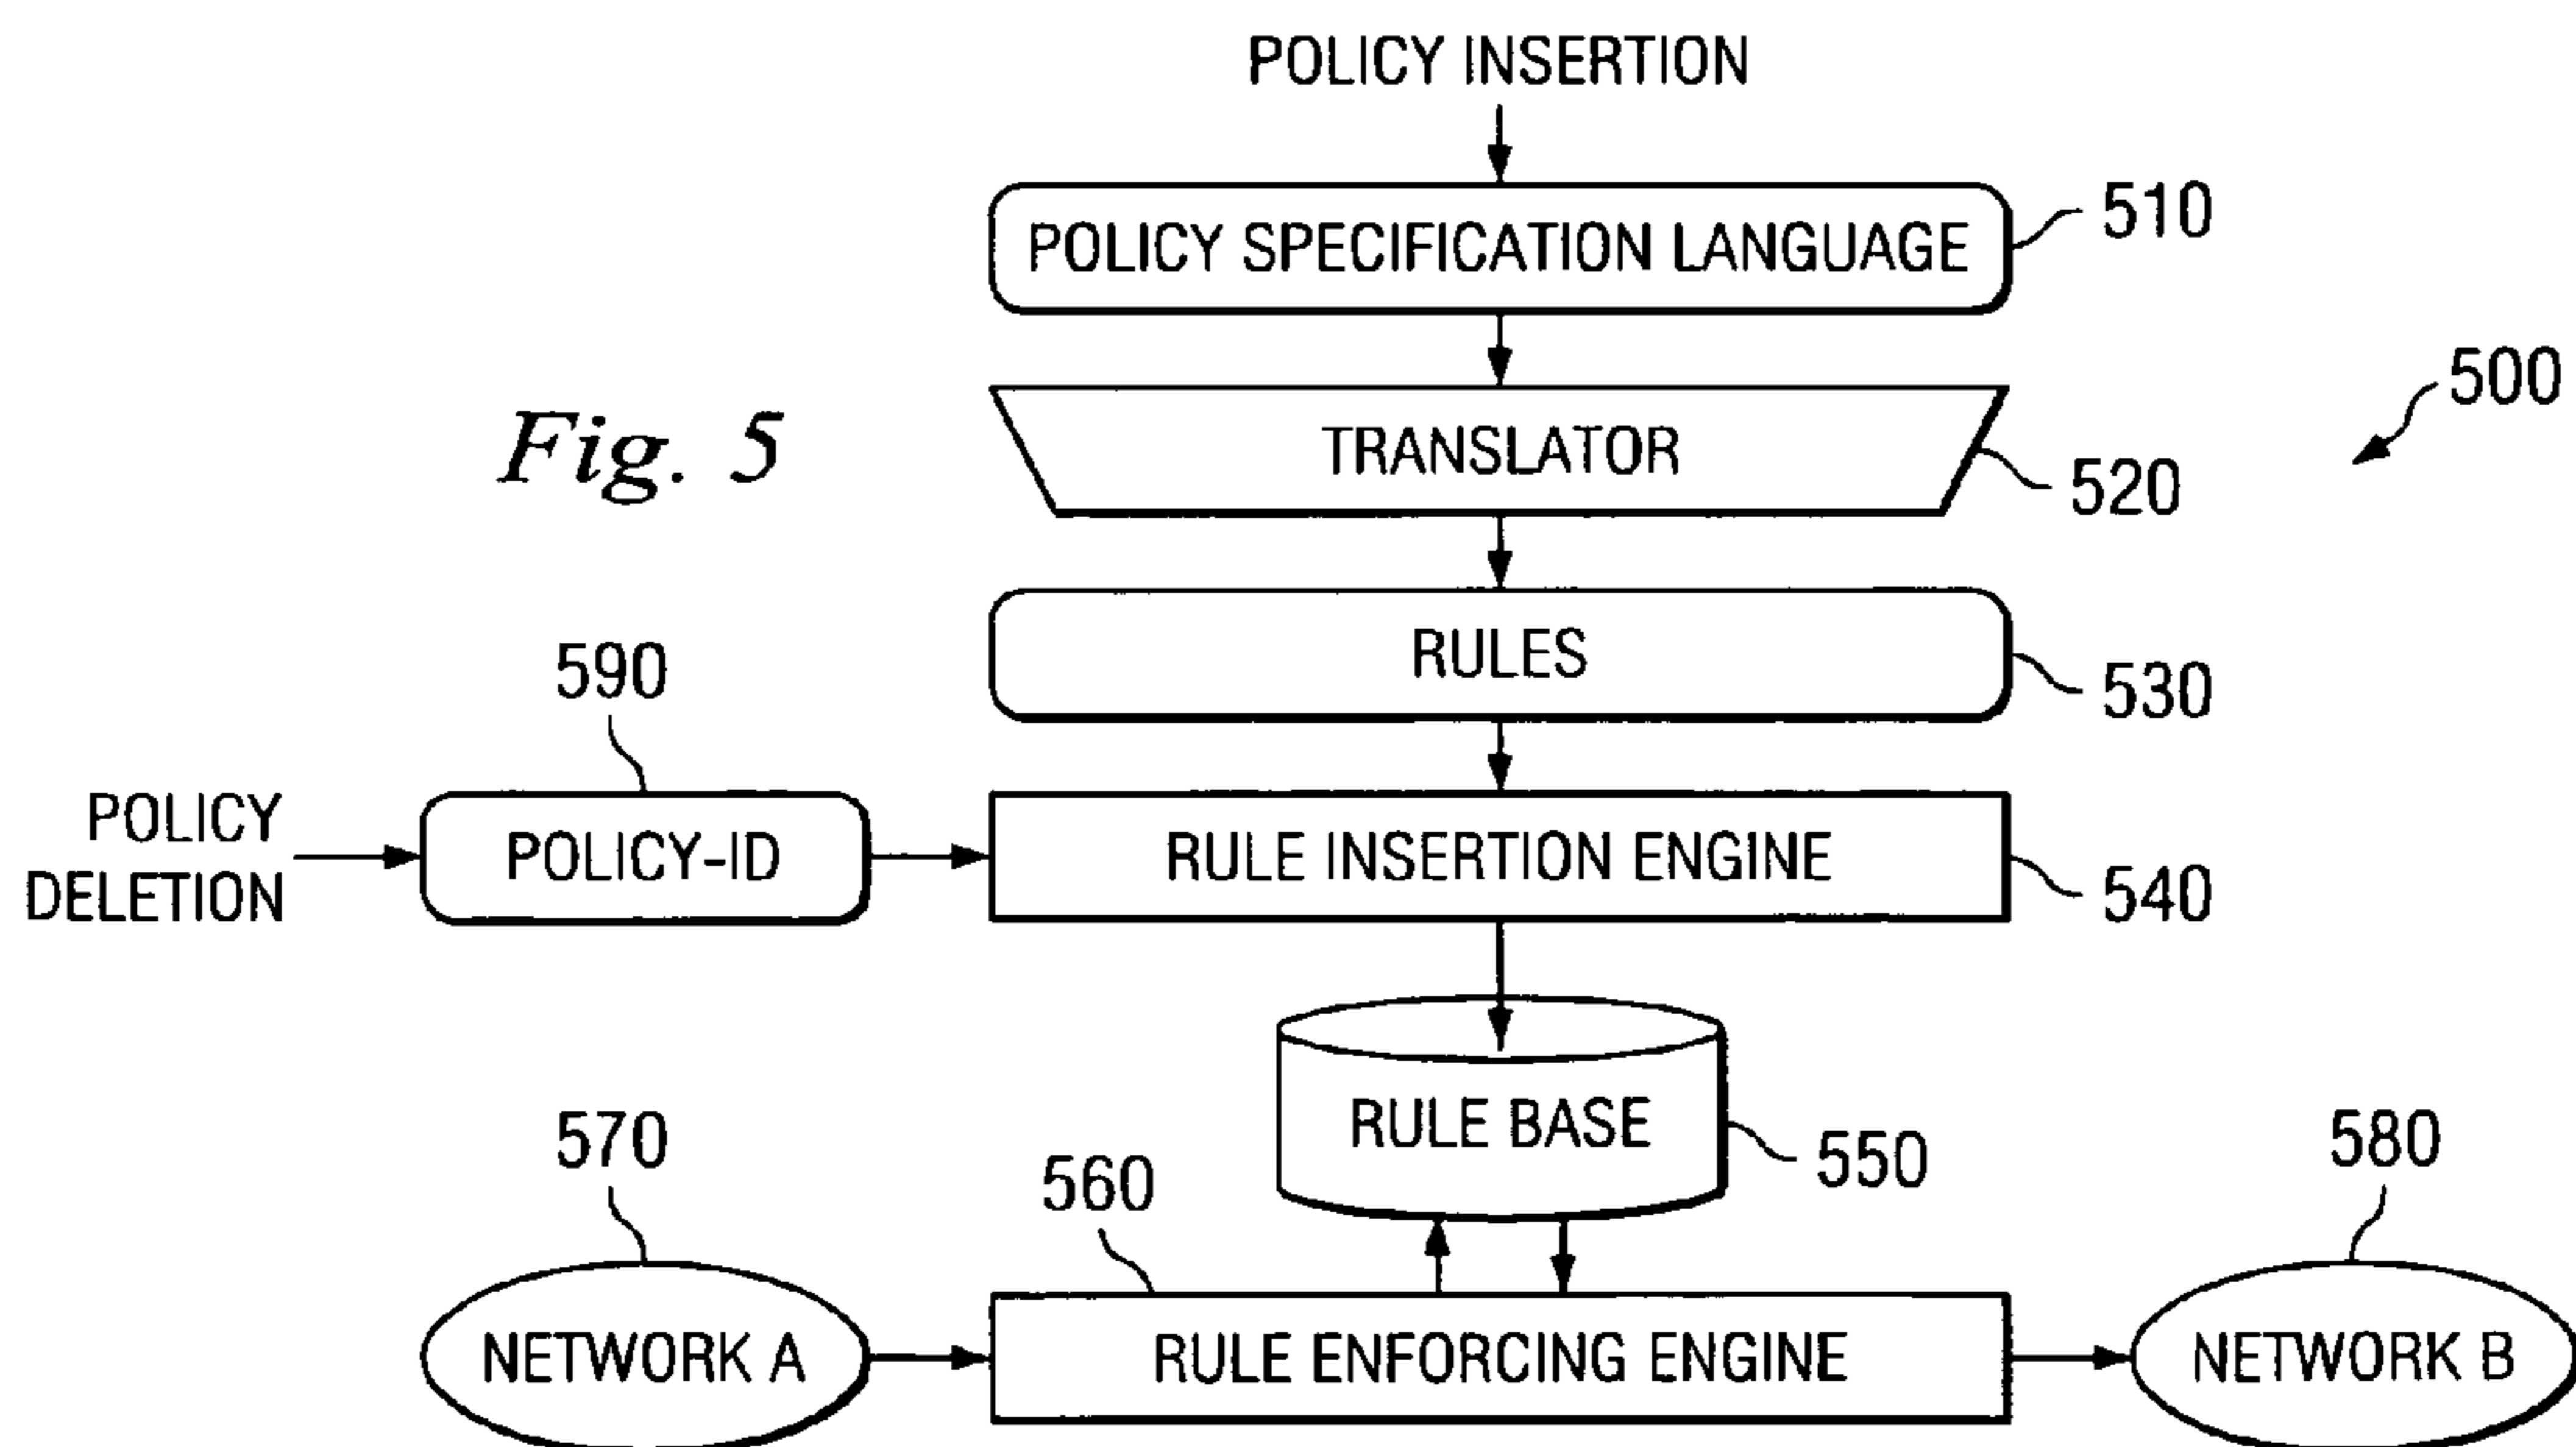 POLICY INSERTION
POLICY SPECIFICATION LANGUAGE
510
Fig. 5
TRANSLATOR
520
500
RULES
530
590
POLICY
DELETION
POLICY-ID
RULE INSERTION ENGINE
540
RULE BASE
550
570
560
580
NETWORK A
RULE ENFORCING ENGINE
NETWORK B